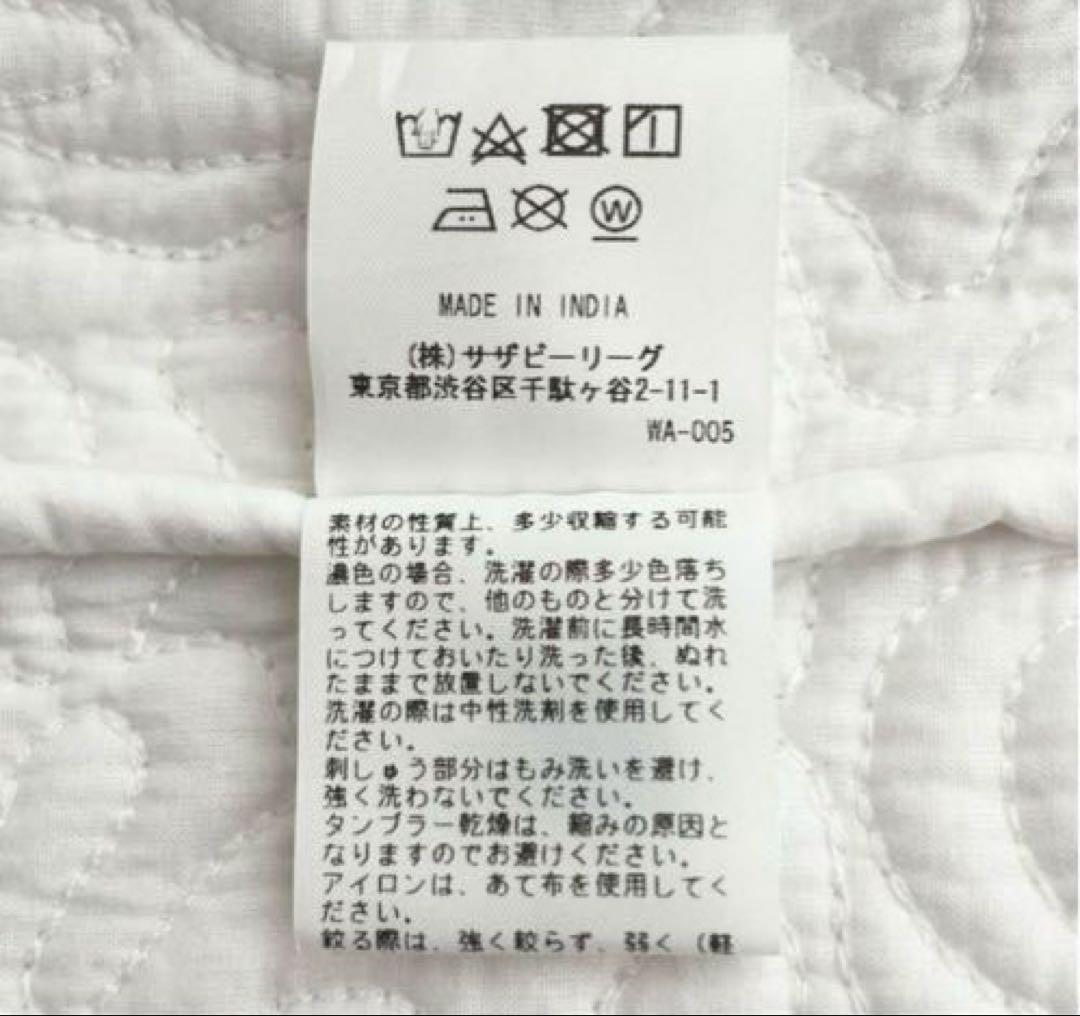 W
MADE IN INDIA
(株)サザビーリーグ
東京都渋谷区千駄ヶ谷2-11-1
WA-005
素材の性質上、多少収縮する可能
性があります。
濃色の場合、洗濯の際多少色落ち
しますので、他のものと分けて洗
ってください。洗濯前に長時間水
につけておいたり洗った後、ぬれ
たままで放置しないでください。
洗濯の際は中性洗剤を使用してく
ださい。
刺しゅう部分はもみ洗いを避け、
強く洗わないでください。
タンブラー乾燥は、縮みの原因と
なりますのでお避けください。
アイロンは、あて布を使用してく
ださい。
絞る際は、強く絞らず、弱く（軽